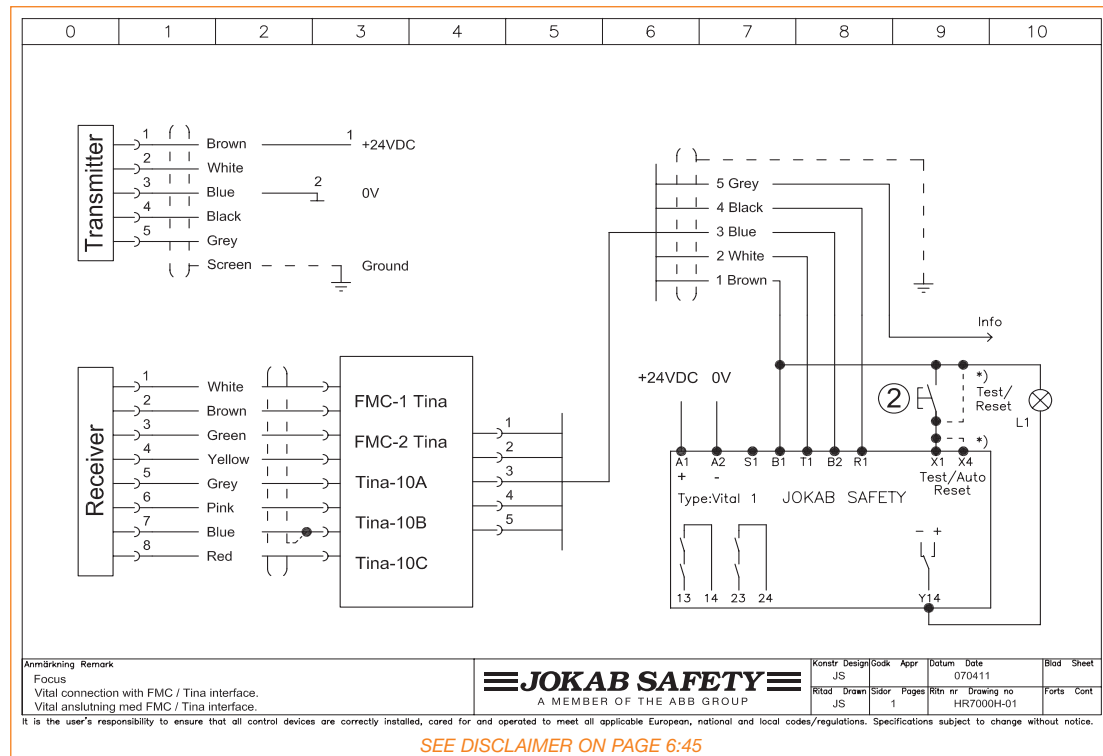 0 1 2 3 4 5 6 7 8 9 10
Transmitter
1 Brown 1 +24VDC
2 White
3 Blue 2 0V
4 Black
5 Grey
Screen Ground
5 Grey
4 Black
3 Blue
2 White
1 Brown
Info
Receiver
1 White
2 Brown
3 Green
4 Yellow
5 Grey
6 Pink
7 Blue
8 Red
FMC-1 Tina
FMC-2 Tina
Tina-10A
Tina-10B
Tina-10C
1
2
3
4
5
+24VDC 0V
2
*)
Test/
Reset
L1
*)
A1 A2 S1 B1 T1 B2 R1 X1 X4
+ -
Test/Auto
Reset
Type:Vital 1 JOKAB SAFETY
- +
13 14 23 24 Y14
Anmärkning Remark
Focus
Vital connection with FMC / Tina interface.
Vital anslutning med FMC / Tina interface.
JOKAB SAFETY
A MEMBER OF THE ABB GROUP
Konstr Design Godk Appr Datum Date Blad Sheet
JS 070411
Ritad Drawn Sidor Pages Ritn nr Drawing no Forts Cont
JS 1 HR7000H-01
It is the user's responsibility to ensure that all control devices are correctly installed, cared for and operated to meet all applicable European, national and local codes/regulations. Specifications subject to change without notice.
SEE DISCLAIMER ON PAGE 6:45